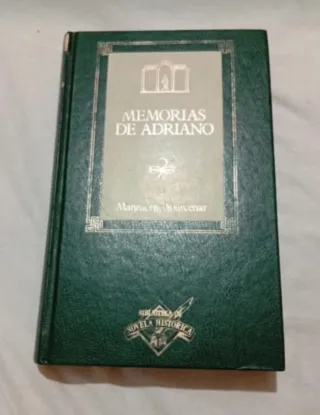 MEMORIAS
DE ADRIANO
Marguerite Yourcenar
BIBLIOTECA DE
NOVELA HISTORICA